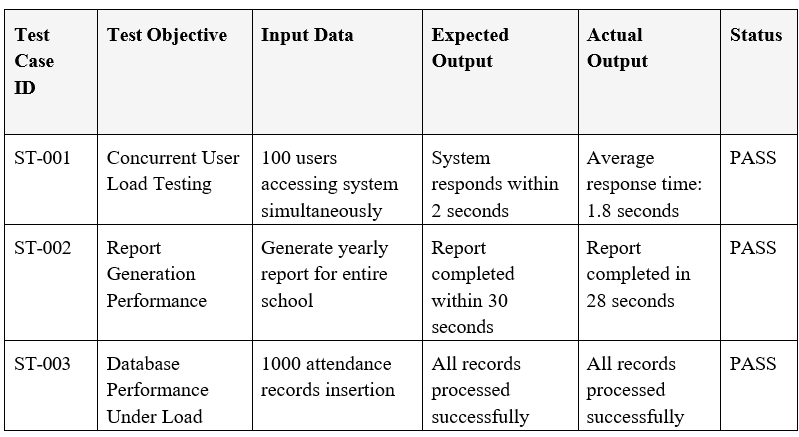 Test Case ID | Test Objective | Input Data | Expected Output | Actual Output | Status
ST-001 | Concurrent User Load Testing | 100 users accessing system simultaneously | System responds within 2 seconds | Average response time: 1.8 seconds | PASS
ST-002 | Report Generation Performance | Generate yearly report for entire school | Report completed within 30 seconds | Report completed in 28 seconds | PASS
ST-003 | Database Performance Under Load | 1000 attendance records insertion | All records processed successfully | All records processed successfully | PASS